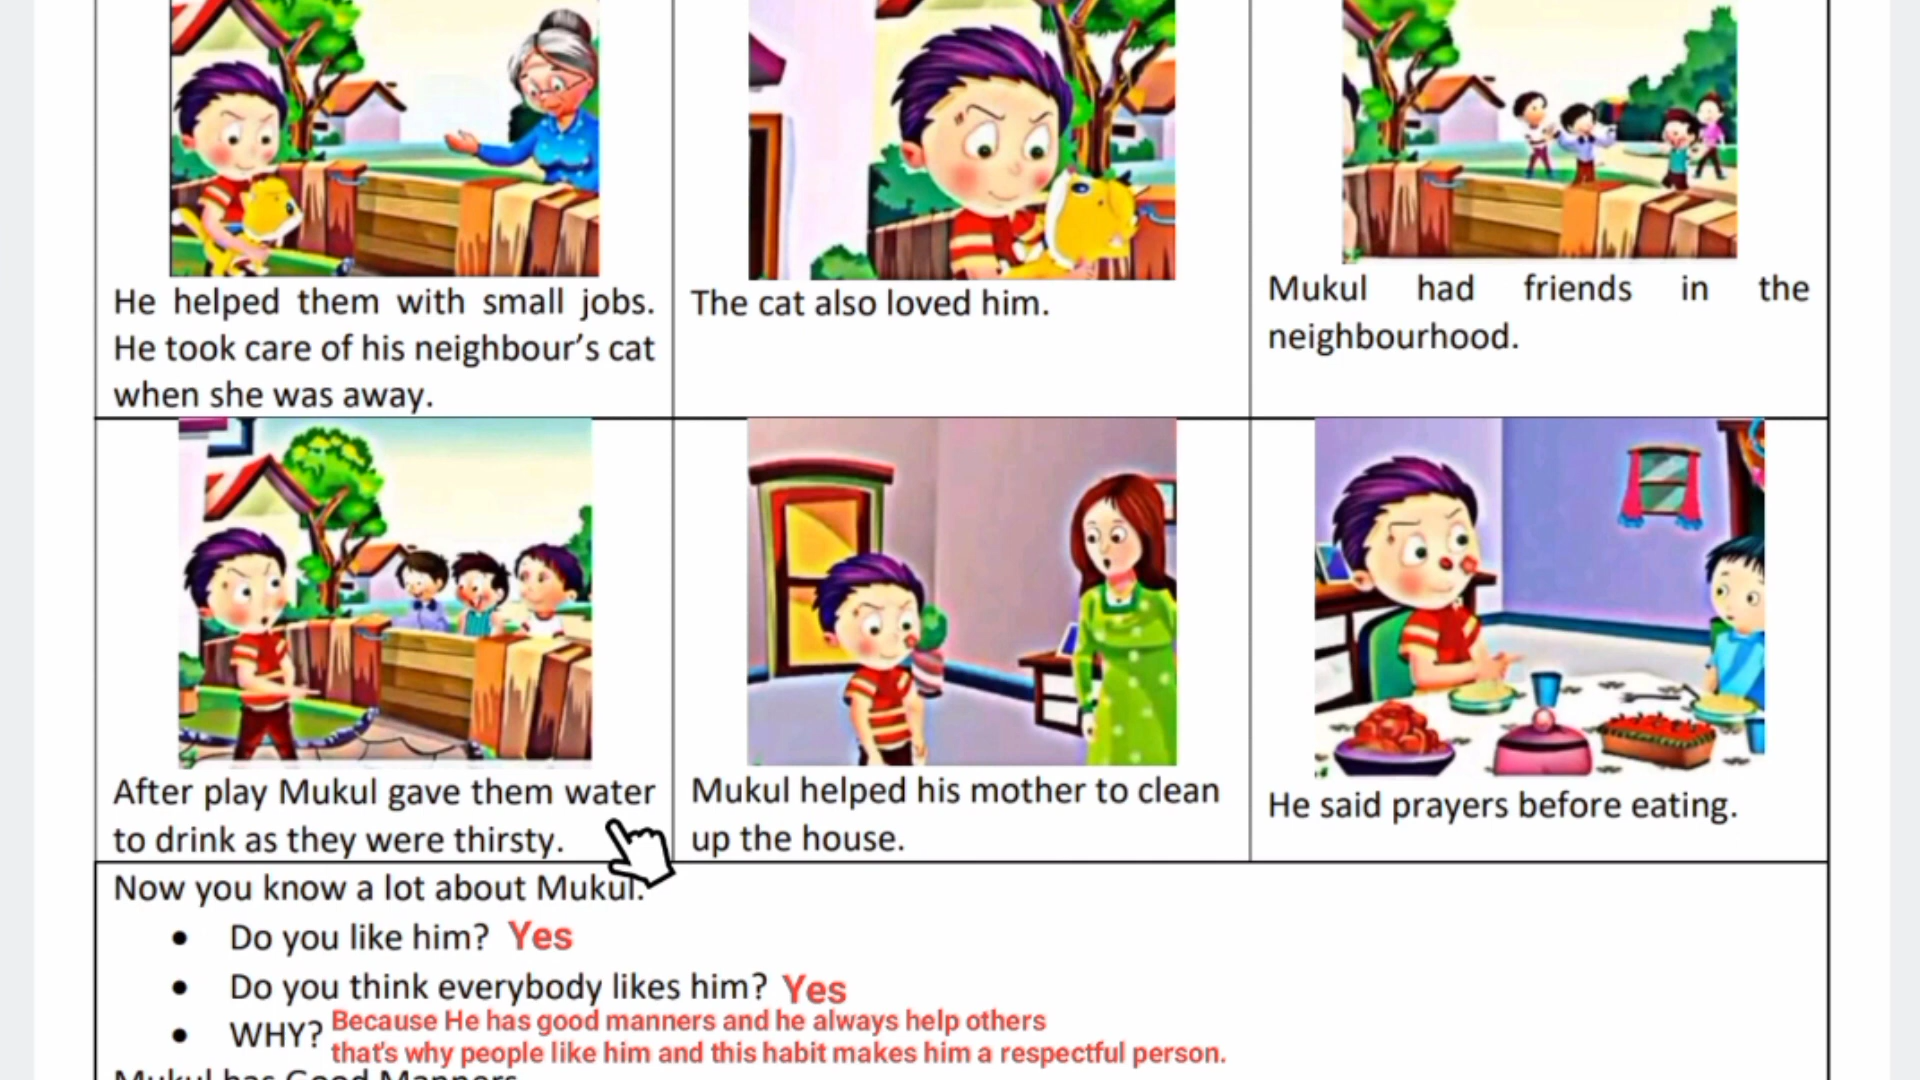 He helped them with small jobs.
He took care of his neighbour's cat
when she was away.
The cat also loved him.
Mukul had friends in the
neighbourhood.
After play Mukul gave them water
to drink as they were thirsty.
Mukul helped his mother to clean
up the house.
He said prayers before eating.
Now you know a lot about Mukul.
• Do you like him? Yes
• Do you think everybody likes him? Yes
• WHY? Because He has good manners and he always help others
that's why people like him and this habit makes him a respectful person.
Mukul has Good Manners